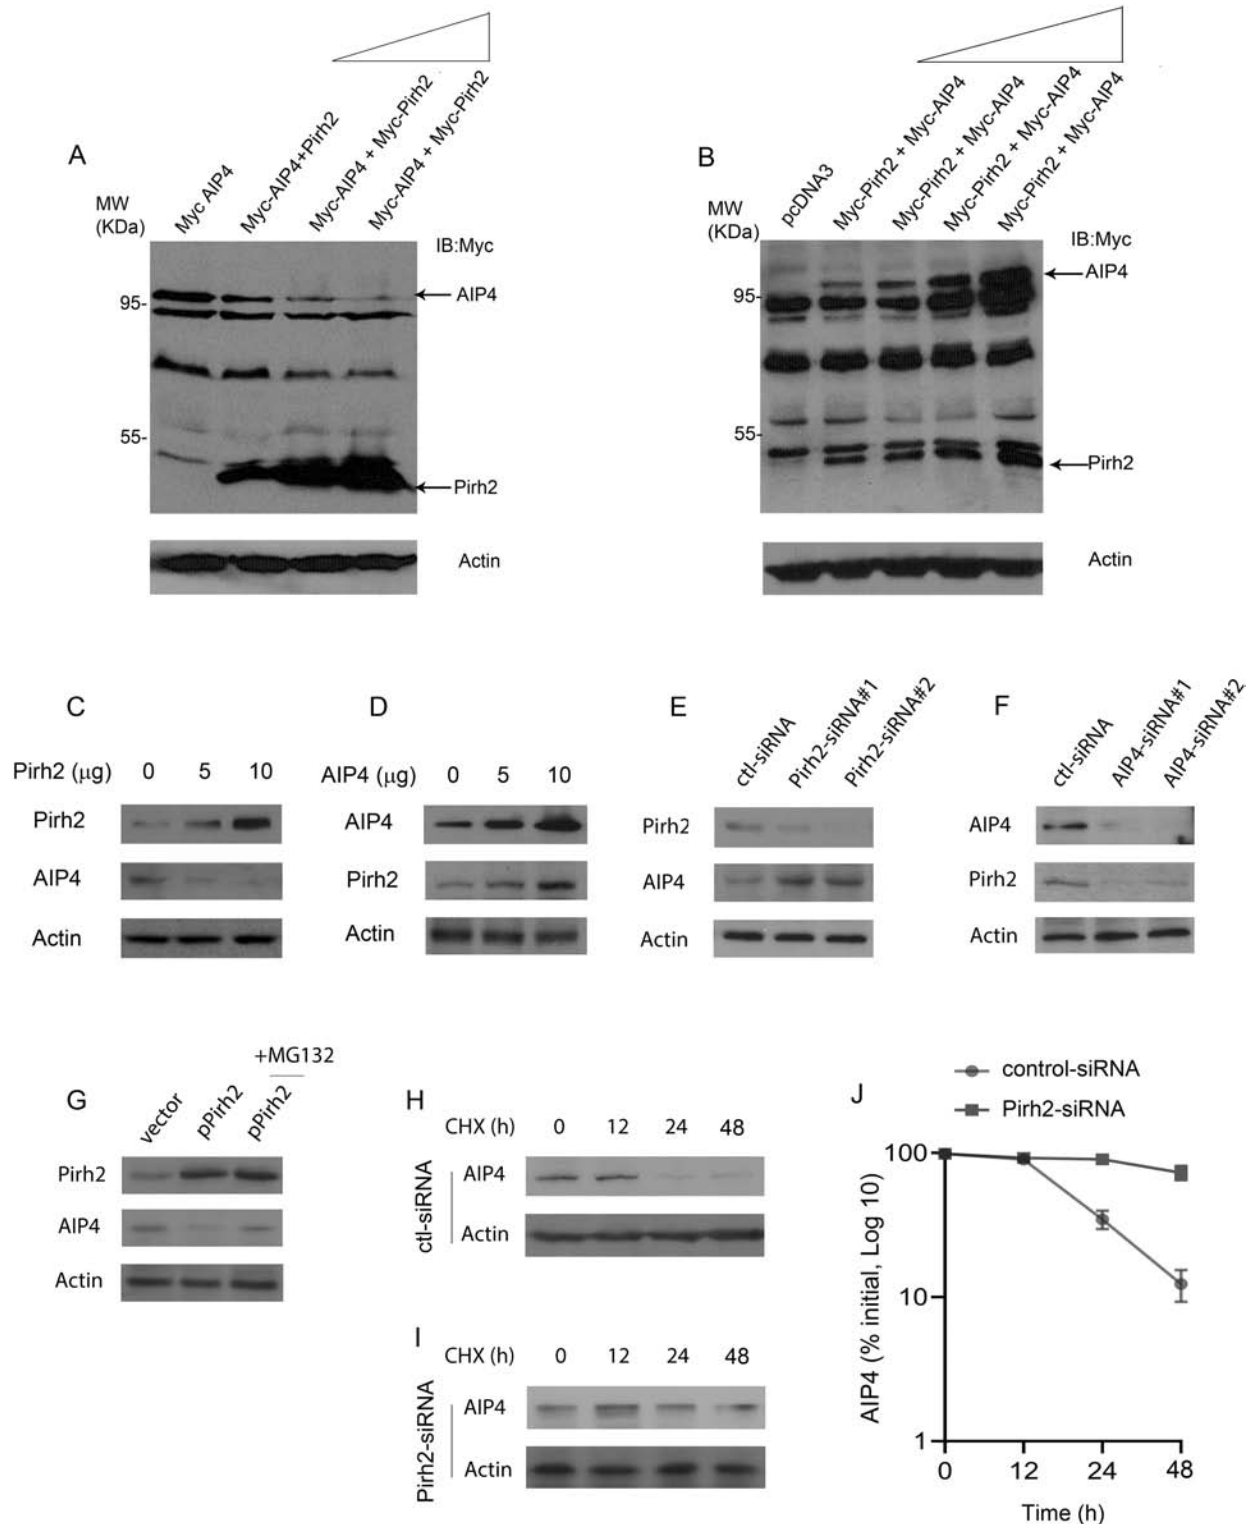 A
MW
(KDa)
Myc AIP4
Myc-AIP4+Pirh2
Myc-AIP4 + Myc-Pirh2
Myc-AIP4 + Myc-Pirh2
IB:Myc
95-
AIP4
55-
Pirh2
Actin
B
MW
(KDa)
pcDNA3
Myc-Pirh2 + Myc-AIP4
Myc-Pirh2 + Myc-AIP4
Myc-Pirh2 + Myc-AIP4
Myc-Pirh2 + Myc-AIP4
IB:Myc
AIP4
95-
55-
Pirh2
Actin
C
Pirh2 (μg) 0 5 10
Pirh2
AIP4
Actin
D
AIP4 (μg) 0 5 10
AIP4
Pirh2
Actin
E
ctl-siRNA
Pirh2-siRNA#1
Pirh2-siRNA#2
Pirh2
AIP4
Actin
F
ctl-siRNA
AIP4-siRNA#1
AIP4-siRNA#2
AIP4
Pirh2
Actin
G
+MG132
vector
pPirh2
pPirh2
Pirh2
AIP4
Actin
H
CHX (h) 0 12 24 48
ctl-siRNA
AIP4
Actin
I
CHX (h) 0 12 24 48
Pirh2-siRNA
AIP4
Actin
J
control-siRNA
Pirh2-siRNA
AIP4 (% initial, Log 10)
100
10
1
0 12 24 48
Time (h)